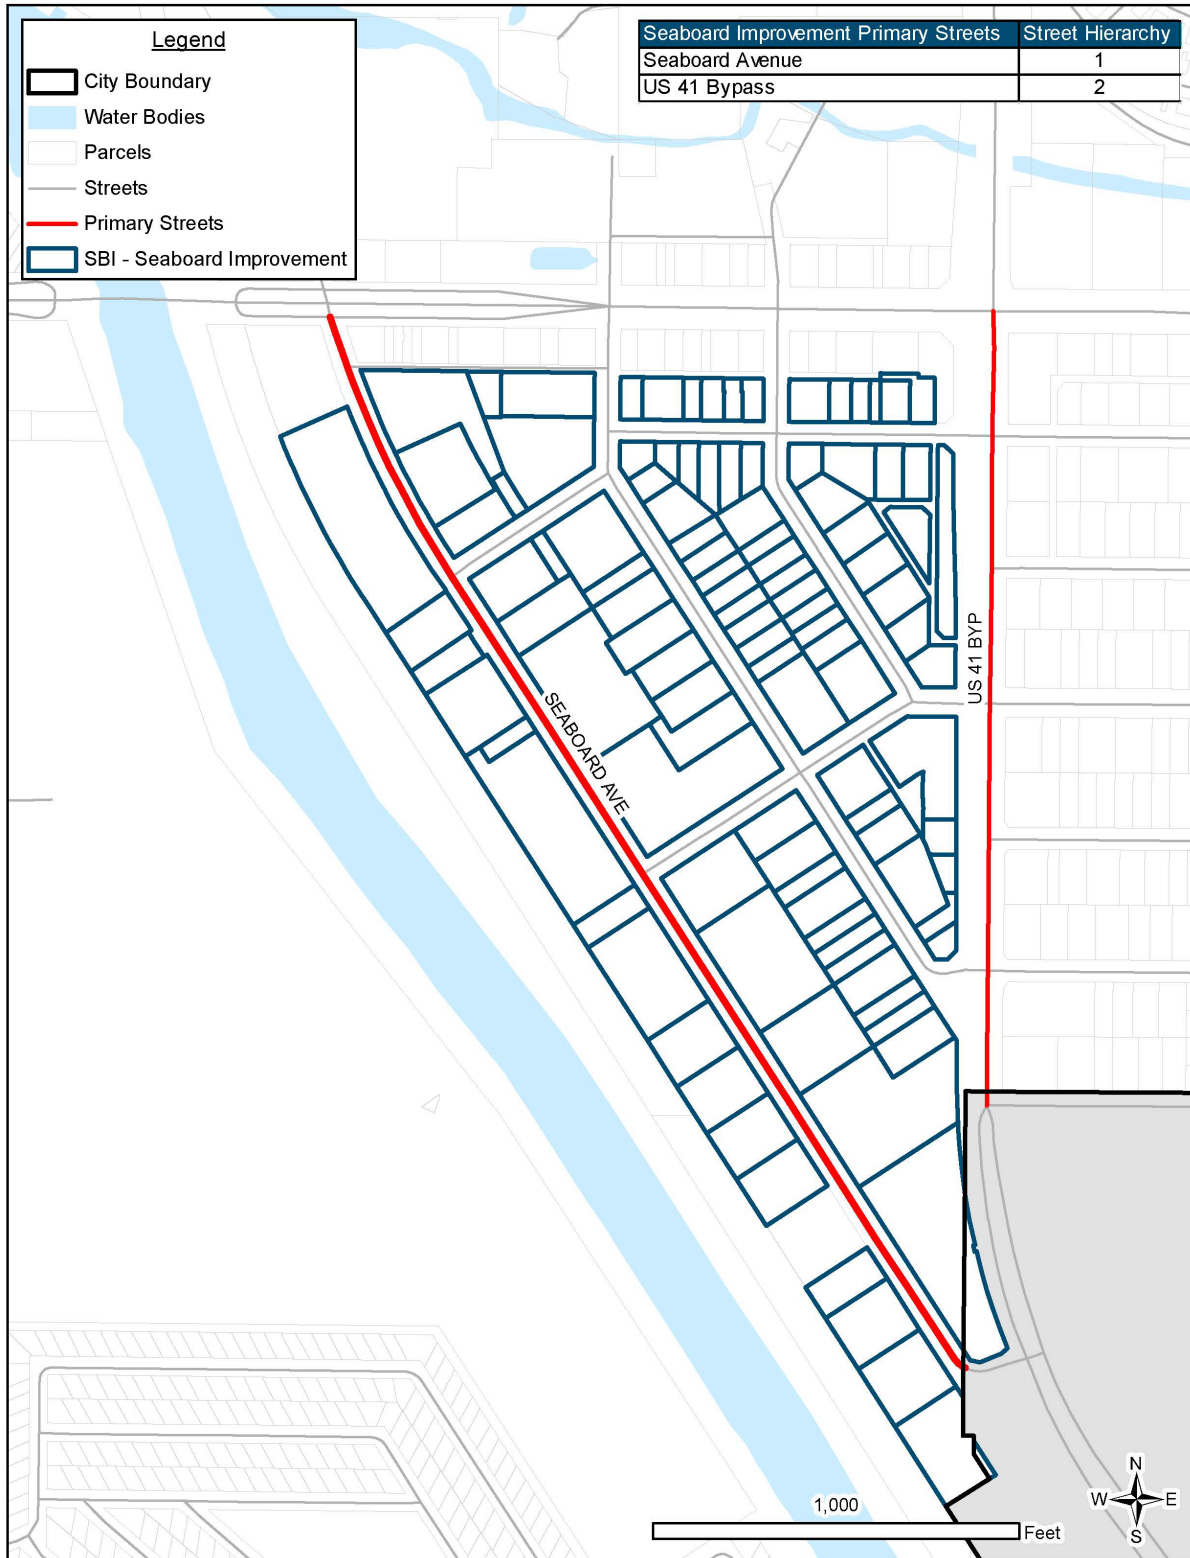 Legend
City Boundary
Water Bodies
Parcels
Streets
Primary Streets
SBI - Seaboard Improvement
Seaboard Improvement Primary Streets Street Hierarchy
Seaboard Avenue 1
US 41 Bypass 2
US 41 BYP
SEABOARD AVE
1,000
Feet
N
W E
S